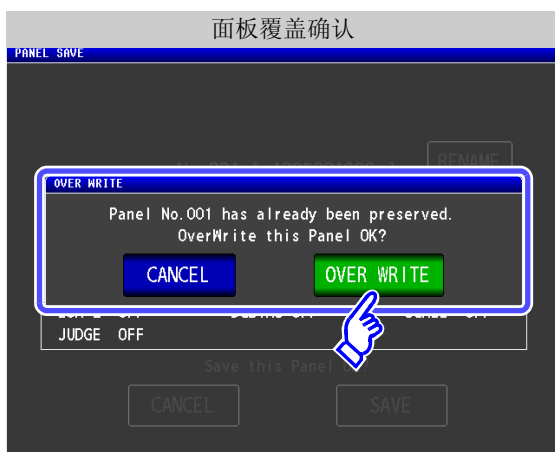 面板覆盖确认
PANEL SAVE
RENAME
OVER WRITE
Panel No.001 has already been preserved.
OverWrite this Panel OK?
CANCEL
OVER WRITE
JUDGE OFF
Save this Panel
CANCEL
SAVE